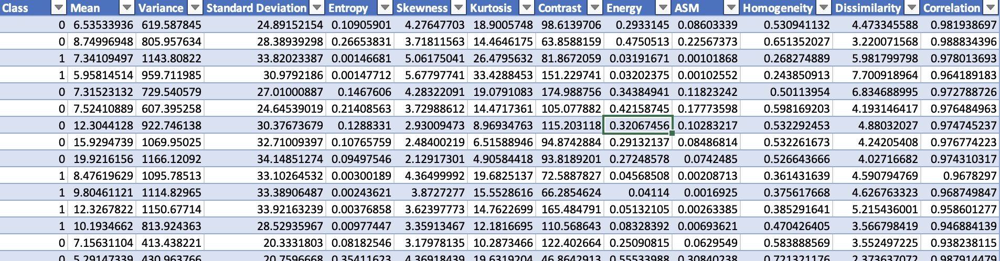 Class Mean Variance Standard Deviation Entropy Skewness Kurtosis Contrast Energy ASM Homogeneity Dissimilarity Correlation
0 6.53533936 619.587845 24.89152154 0.10905901 4.27647703 18.9005748 98.6139706 0.2933145 0.08603339 0.530941132 4.473345588 0.981938697
0 8.74996948 805.957634 28.38939298 0.26653831 3.71811563 14.4646175 63.8588159 0.4750513 0.22567373 0.651352027 3.220071568 0.988834396
1 7.34109497 1143.80822 33.82023387 0.00146681 5.06175041 26.4795632 81.8672059 0.03191671 0.00101868 0.268274889 5.981799798 0.978013693
1 5.95814514 959.711985 30.9792186 0.00147712 5.67797741 33.4288453 151.229741 0.03202375 0.00102552 0.243850913 7.700918964 0.964189183
0 7.31523132 729.540579 27.01000887 0.1467606 4.28322091 19.0791083 174.988756 0.34384941 0.11823242 0.50113954 6.834688995 0.972788726
0 7.52410889 607.395258 24.64539019 0.21408563 3.72988612 14.4717361 105.077882 0.42158745 0.17773598 0.598169203 4.193146417 0.976484963
0 12.3044128 922.746138 30.37673679 0.1288331 2.93009473 8.96934763 115.203118 0.32067456 0.10283217 0.532292453 4.88032027 0.974745237
0 15.9294739 1069.95025 32.71009397 0.10765759 2.48400219 6.51588946 94.8742884 0.29132137 0.08486814 0.532261673 4.24205408 0.976774223
0 19.9216156 1166.12092 34.14851274 0.09497546 2.12917301 4.90584418 93.8189201 0.27248578 0.0742485 0.526643666 4.02716682 0.974310317
1 8.47619629 1095.78513 33.10264532 0.00300189 4.36499992 19.6825137 72.5887827 0.04568508 0.00208713 0.361431639 4.590794769 0.9678297
1 9.80461121 1114.82965 33.38906487 0.00243621 3.8727277 15.5528616 66.2854624 0.04114 0.0016925 0.375617668 4.626763323 0.968749847
1 12.3267822 1150.67714 33.92163239 0.00376858 3.62397773 14.7622699 165.484791 0.05132105 0.00263385 0.385291641 5.215436001 0.958601277
1 10.1934662 813.924363 28.52935967 0.00977447 3.35913467 12.1816695 110.568643 0.08328392 0.00693621 0.470426405 3.566798419 0.946884139
0 7.15631104 413.438221 20.3331803 0.08182546 3.17978135 10.2873466 122.402664 0.25090815 0.0629549 0.583888569 3.552497225 0.938238115
0 5.29147339 430.963766 20.7596668 0.35411623 4.36918439 19.6319204 46.8642913 0.55533988 0.30840238 0.721321176 2.373637072 0.987914479